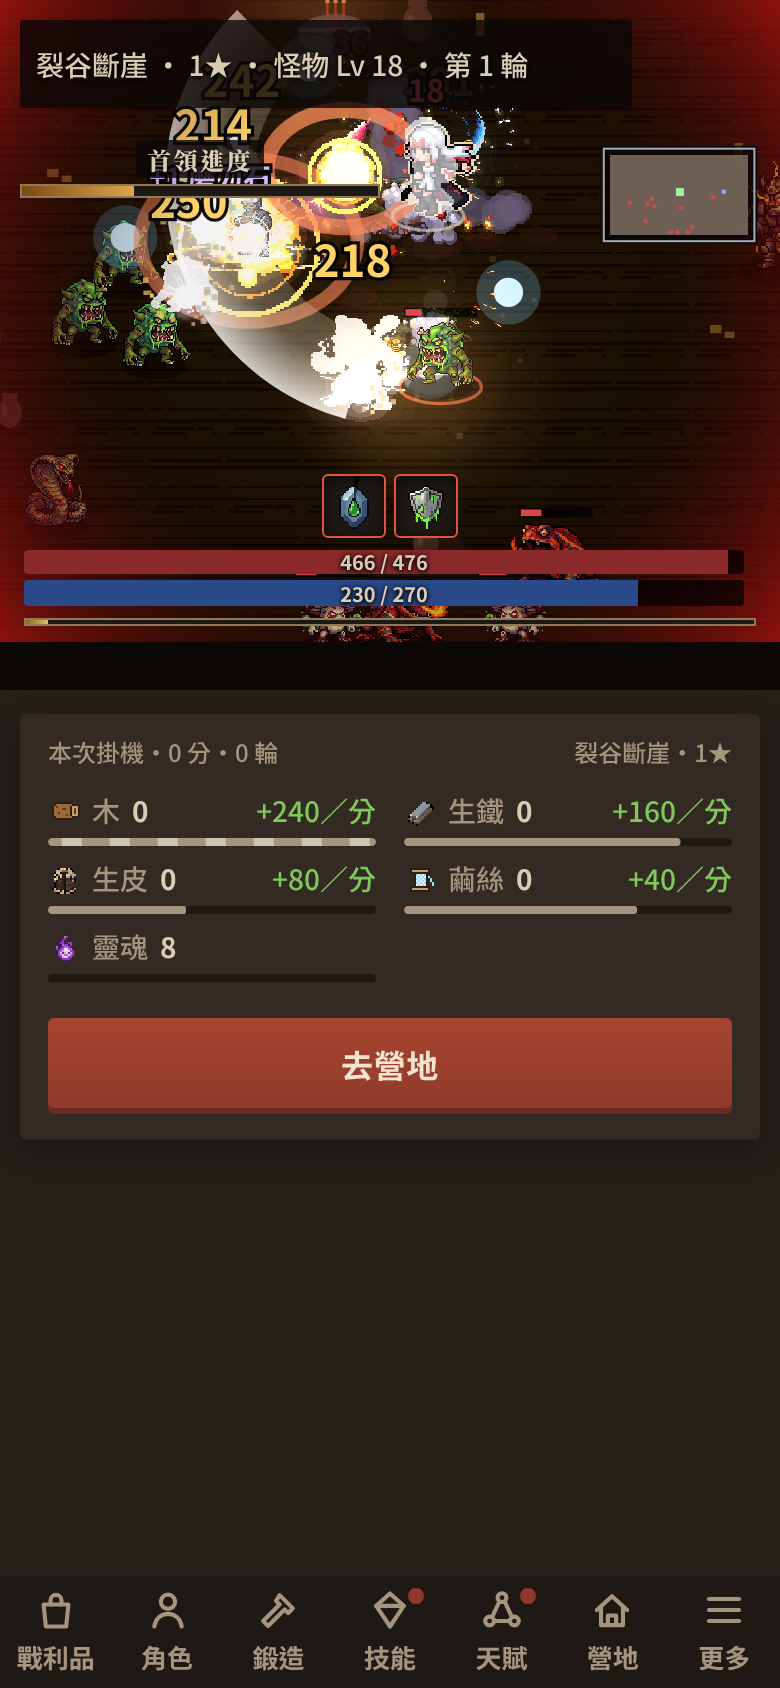 裂谷斷崖 · 1★ · 怪物 Lv 18 · 第 1 輪
36
242
18
214
首領進度
250
218
466 / 476
230 / 270
本次掛機・0 分・0 輪
裂谷斷崖・1★
木 0 +240／分
生鐵 0 +160／分
生皮 0 +80／分
繭絲 0 +40／分
靈魂 8
去營地
戰利品
角色
鍛造
技能
天賦
營地
更多